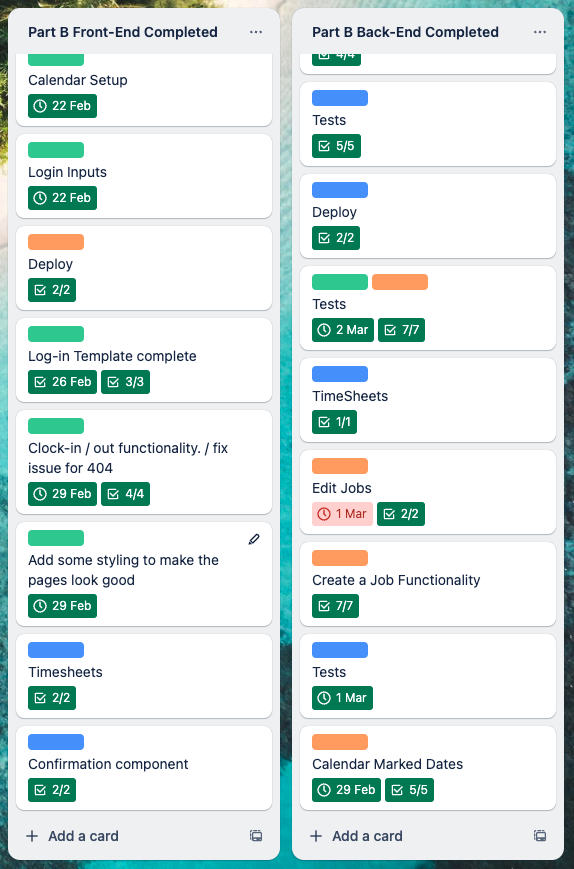 Part B Front-End Completed
Calendar Setup
22 Feb
Login Inputs
22 Feb
Deploy
2/2
Log-in Template complete
26 Feb 3/3
Clock-in / out functionality. / fix
issue for 404
29 Feb 4/4
Add some styling to make the
pages look good
29 Feb
Timesheets
2/2
Confirmation component
2/2
+ Add a card
Part B Back-End Completed
4/4
Tests
5/5
Deploy
2/2
Tests
2 Mar 7/7
TimeSheets
1/1
Edit Jobs
1 Mar 2/2
Create a Job Functionality
7/7
Tests
1 Mar
Calendar Marked Dates
29 Feb 5/5
+ Add a card